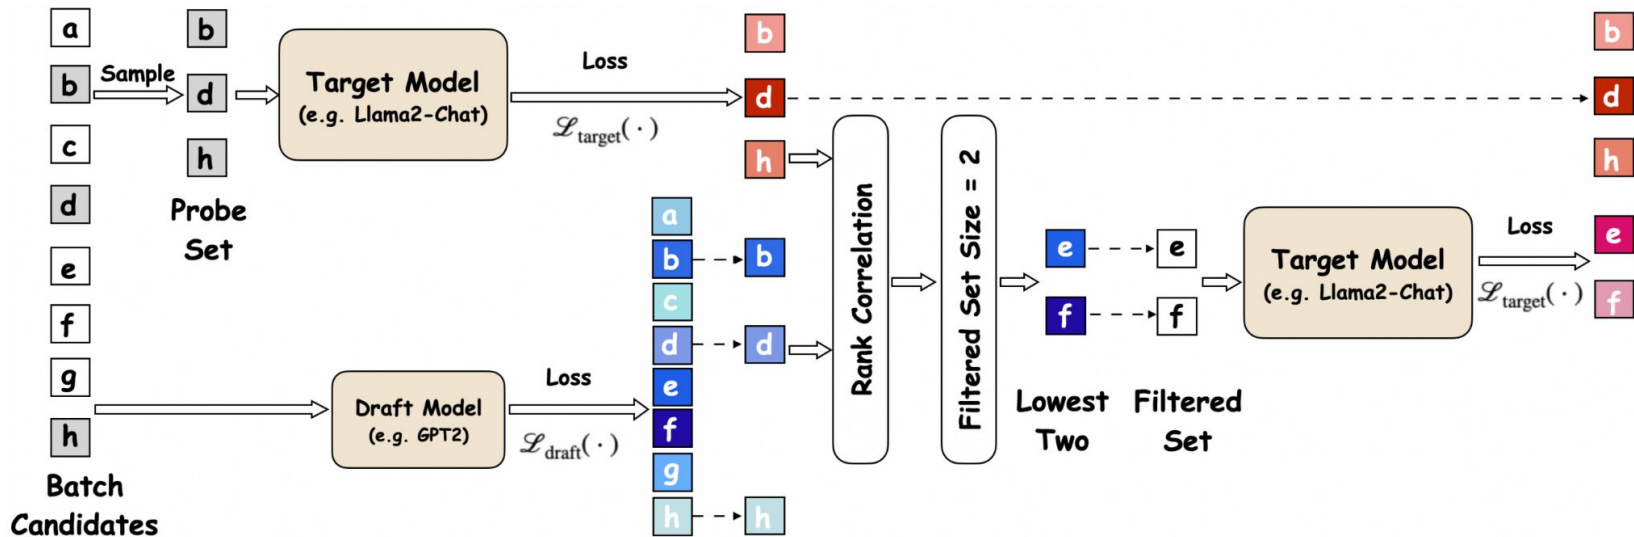 a
b
c
d
e
f
g
h
Batch
Candidates
Sample
b
d
h
Probe
Set
Target Model
(e.g. Llama2-Chat)
Loss
ℒtarget(·)
b
d
h
Draft Model
(e.g. GPT2)
Loss
ℒdraft(·)
a
b
c
d
e
f
g
h
b
d
h
Rank Correlation
Filtered Set Size = 2
e
f
Lowest
Two
e
f
Filtered
Set
Target Model
(e.g. Llama2-Chat)
Loss
ℒtarget(·)
b
d
h
e
f